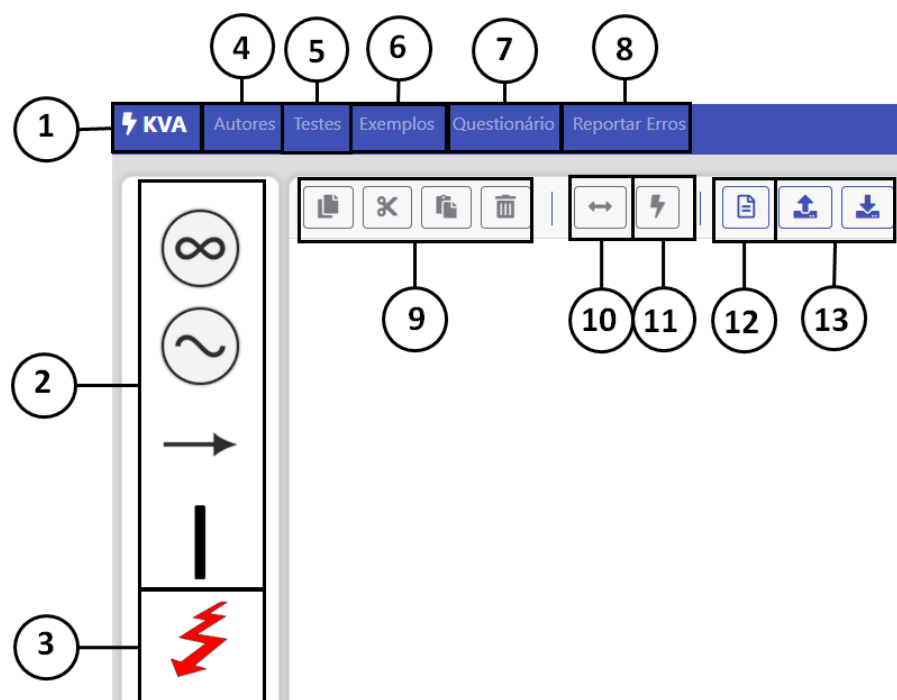 4 5 6 7 8
1 KVA Autores Testes Exemplos Questionário Reportar Erros
9 10 11 12 13
2
3